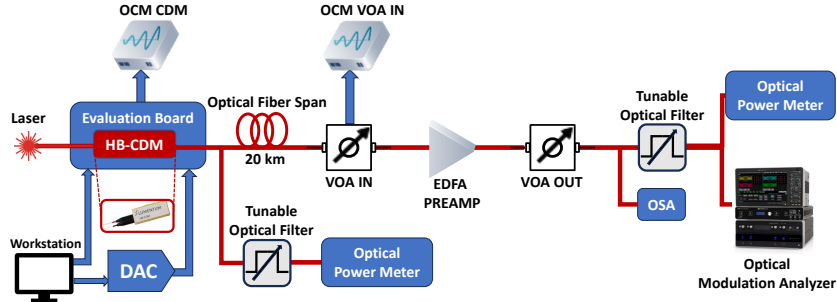 OCM CDM
OCM VOA IN
Evaluation Board
Laser
HB-CDM
Optical Fiber Span
20 km
VOA IN
EDFA
PREAMP
VOA OUT
Tunable
Optical Filter
Optical
Power Meter
OSA
Optical
Modulation Analyzer
Workstation
DAC
Tunable
Optical Filter
Optical
Power Meter